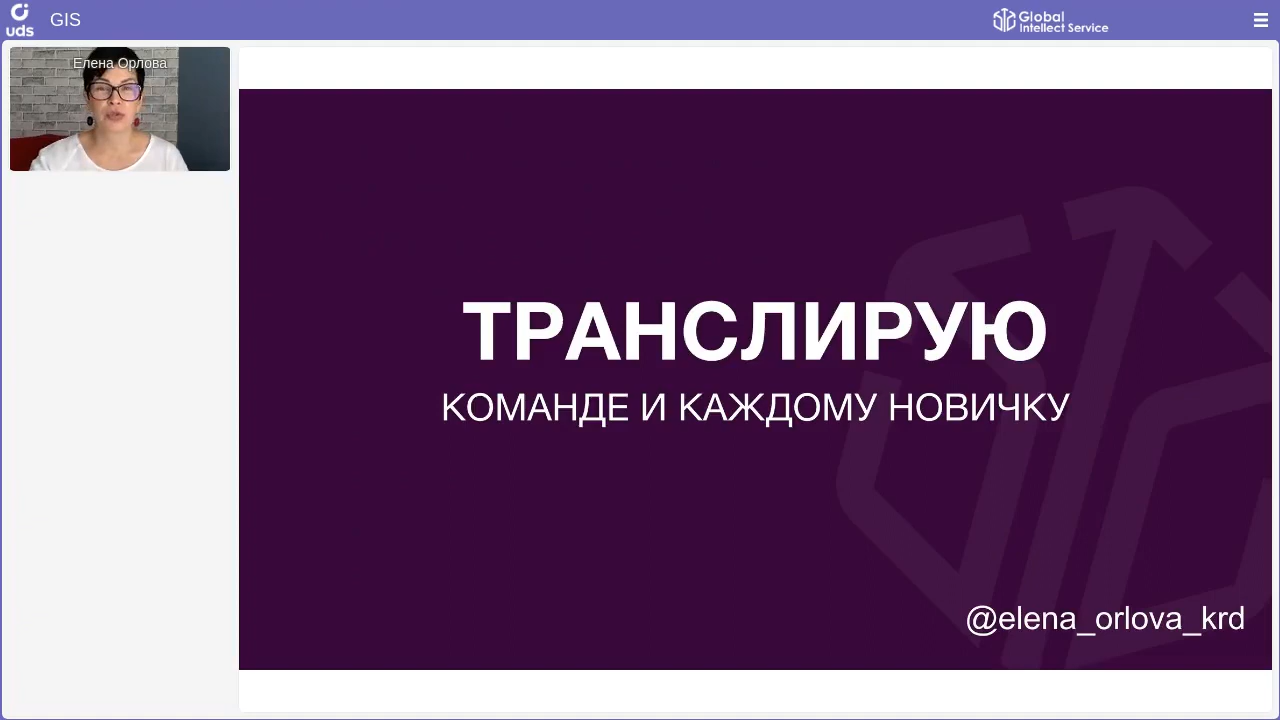 uds
GIS
Global
Intellect Service
Елена Орлова
ТРАНСЛИРУЮ
КОМАНДЕ И КАЖДОМУ НОВИЧКУ
@elena_orlova_krd